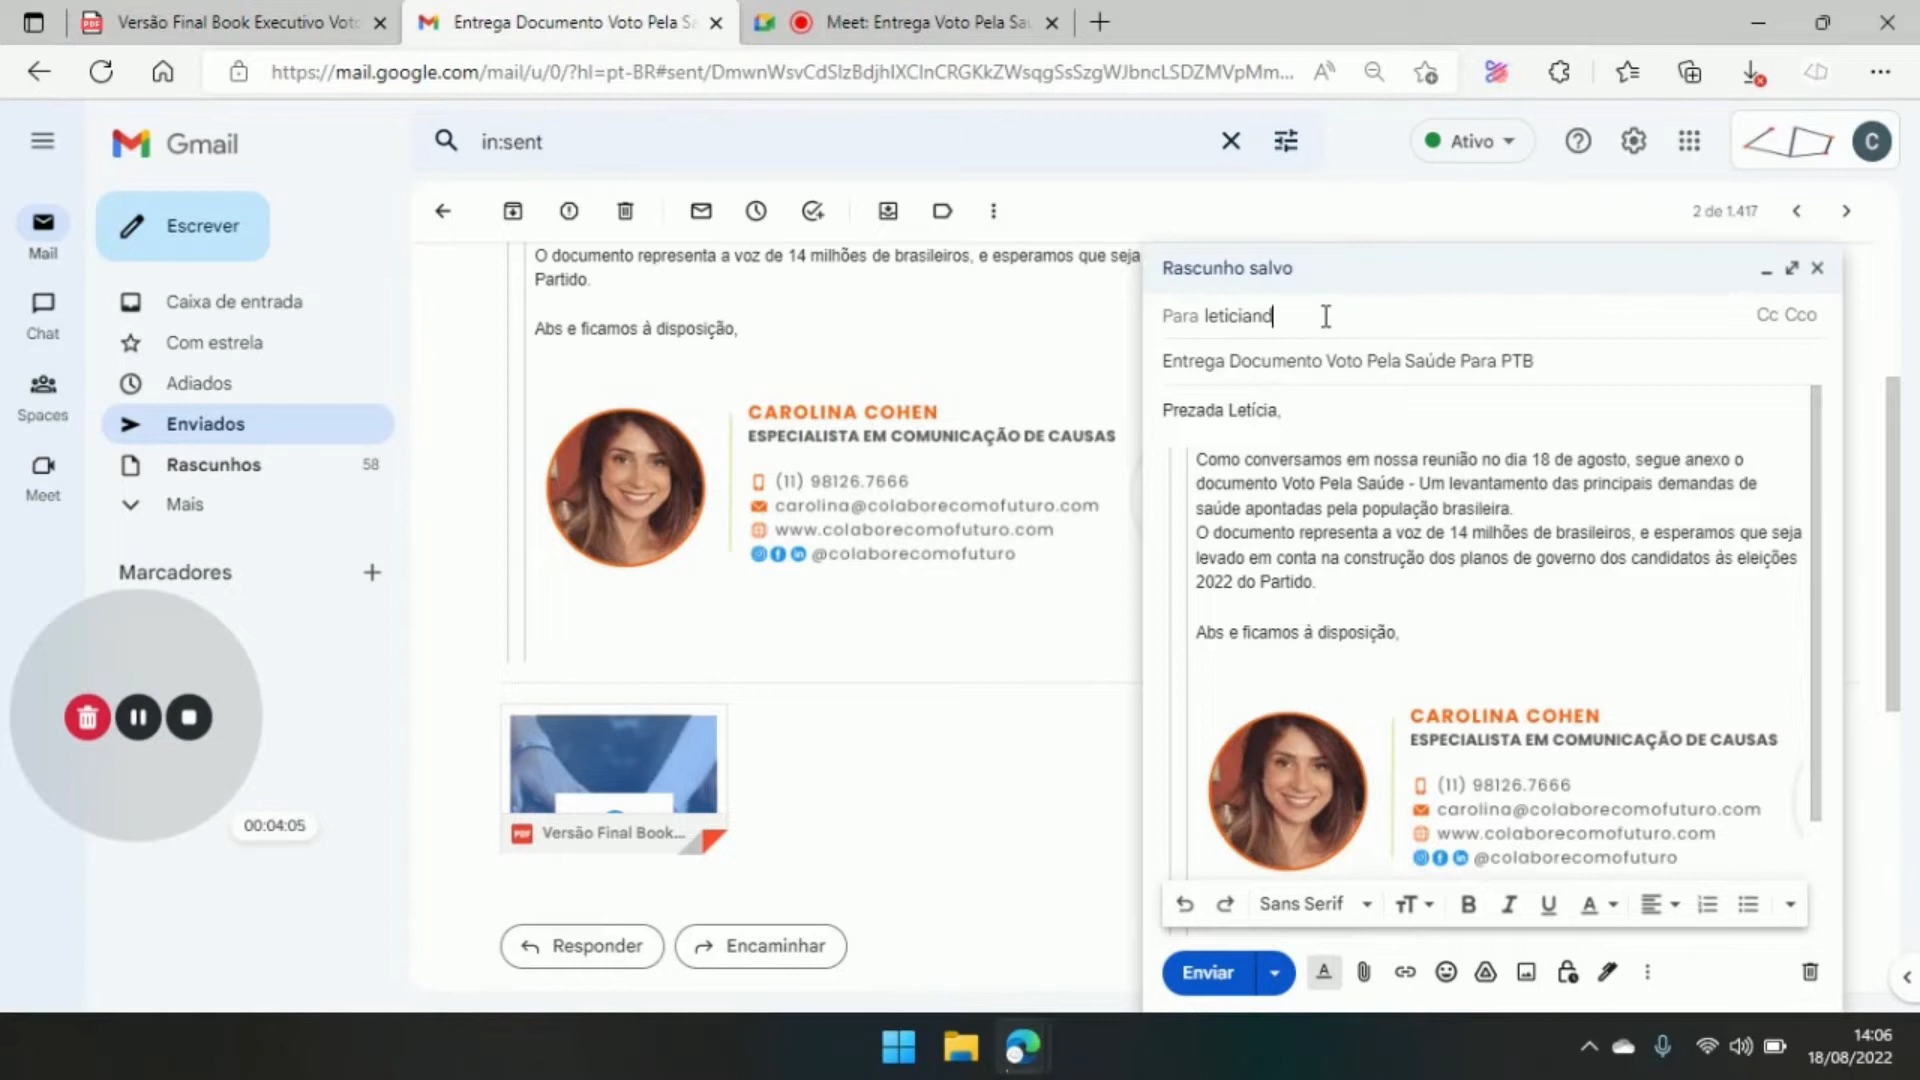 Versão Final Book Executivo Vot
Entrega Documento Voto Pela Sa
Meet: Entrega Voto Pela Sa
https://mail.google.com/mail/u/0/?hl=pt-BR#sent/DmwnWsvCdSlzBdjhlXClnCRGKkZWsqgSsSzgWJbncLSDZMVpMm...
Gmail
in:sent
Ativo
C
Mail
Escrever
2 de 1.417
Chat
Caixa de entrada
Com estrela
Spaces
Adiados
Enviados
Meet
Rascunhos 58
Mais
Marcadores
00:04:05
O documento representa a voz de 14 milhões de brasileiros, e esperamos que seja
Partido.
Abs e ficamos à disposição,
CAROLINA COHEN
ESPECIALISTA EM COMUNICAÇÃO DE CAUSAS
(11) 98126.7666
carolina@colaborecomofuturo.com
www.colaborecomofuturo.com
@colaborecomofuturo
PDF Versão Final Book...
Responder
Encaminhar
Rascunho salvo
Para leticiand
Cc Cco
Entrega Documento Voto Pela Saúde Para PTB
Prezada Letícia,
Como conversamos em nossa reunião no dia 18 de agosto, segue anexo o
documento Voto Pela Saúde - Um levantamento das principais demandas de
saúde apontadas pela população brasileira.
O documento representa a voz de 14 milhões de brasileiros, e esperamos que seja
levado em conta na construção dos planos de governo dos candidatos às eleições
2022 do Partido.
Abs e ficamos à disposição,
CAROLINA COHEN
ESPECIALISTA EM COMUNICAÇÃO DE CAUSAS
(11) 98126.7666
carolina@colaborecomofuturo.com
www.colaborecomofuturo.com
@colaborecomofuturo
Sans Serif
Enviar
14:06
18/08/2022